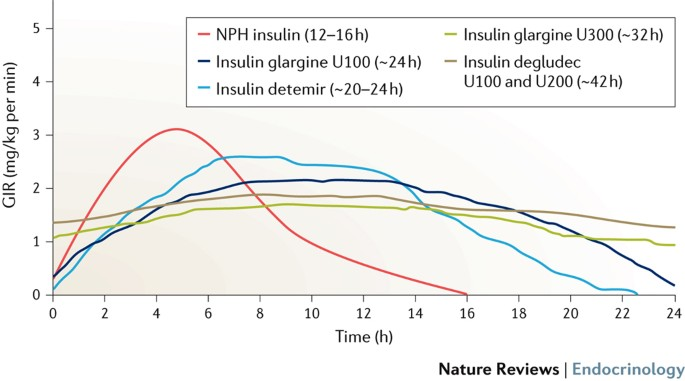 5
4
3
2
1
0
GIR (mg/kg per min)
NPH insulin (12–16 h)
Insulin glargine U100 (~24 h)
Insulin detemir (~20–24 h)
Insulin glargine U300 (~32 h)
Insulin degludec
U100 and U200 (~42 h)
0 2 4 6 8 10 12 14 16 18 20 22 24
Time (h)
Nature Reviews | Endocrinology